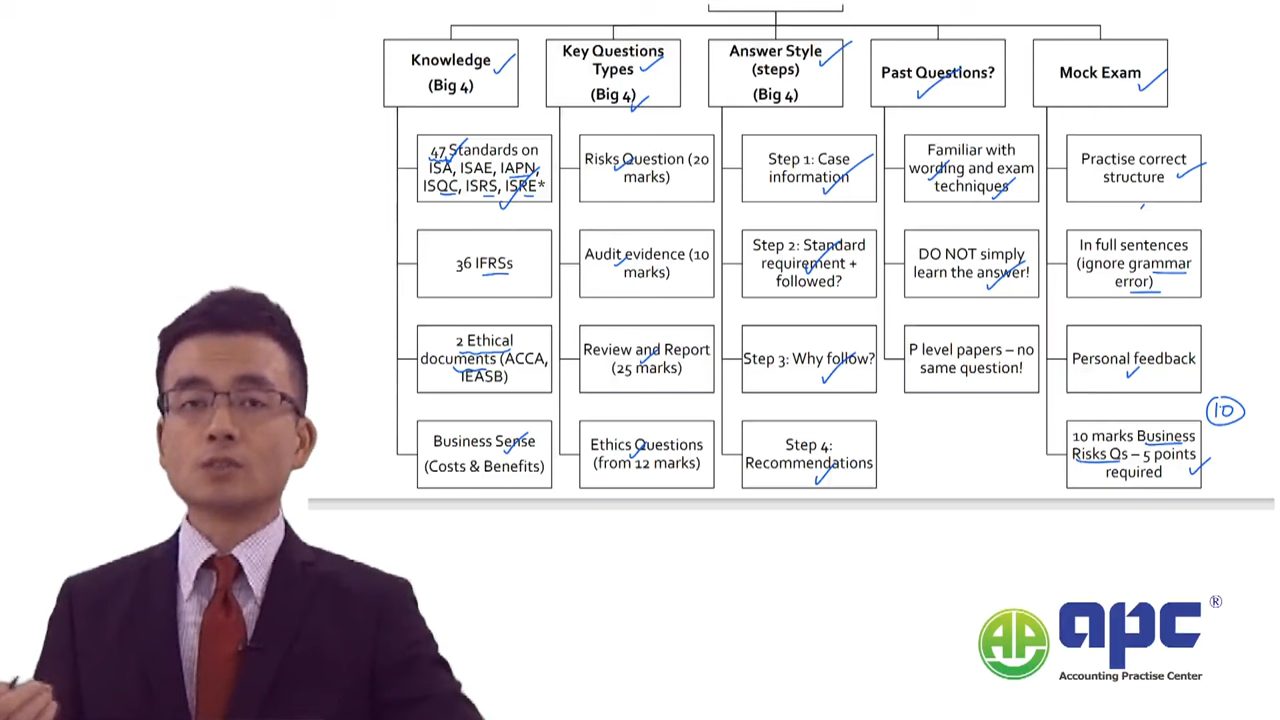 Knowledge
(Big 4)
47 Standards on
ISA, ISAE, IAPN,
ISQC, ISRS, ISRE*
36 IFRSs
2 Ethical
documents (ACCA,
IEASB)
Business Sense
(Costs & Benefits)
Key Questions
Types
(Big 4)
Risks Question (20
marks)
Audit evidence (10
marks)
Review and Report
(25 marks)
Ethics Questions
(from 12 marks)
Answer Style
(steps)
(Big 4)
Step 1: Case
information
Step 2: Standard
requirement +
followed?
Step 3: Why follow?
Step 4:
Recommendations
Past Questions?
Familiar with
wording and exam
techniques
DO NOT simply
learn the answer!
P level papers – no
same question!
Mock Exam
Practise correct
structure
In full sentences
(ignore grammar
error)
Personal feedback
10
10 marks Business
Risks Qs – 5 points
required
AP
apc ®
Accounting Practise Center